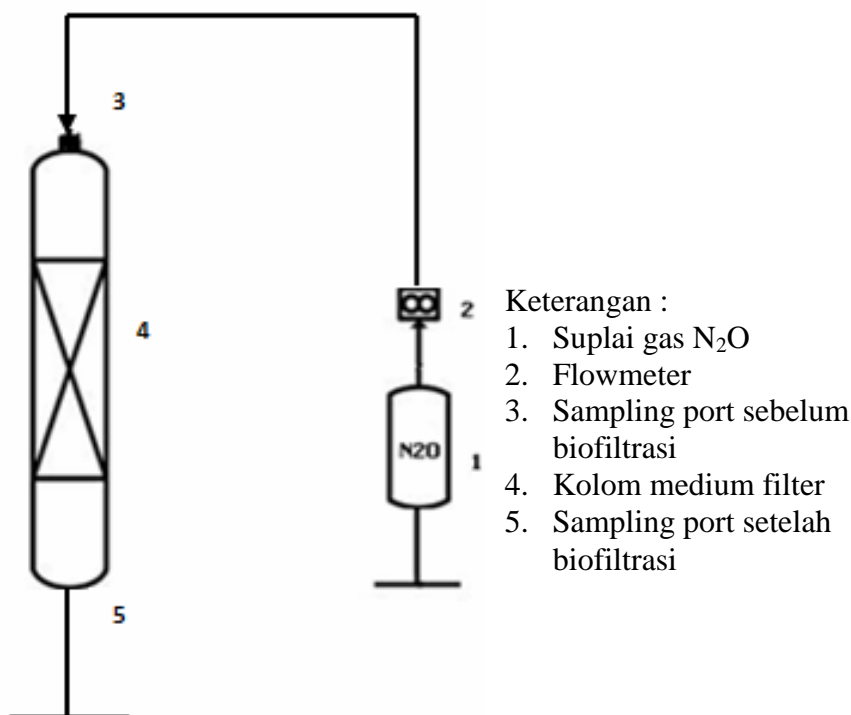 3
4
2
N2O
1
5
Keterangan :
1. Suplai gas N₂O
2. Flowmeter
3. Sampling port sebelum
biofiltrasi
4. Kolom medium filter
5. Sampling port setelah
biofiltrasi